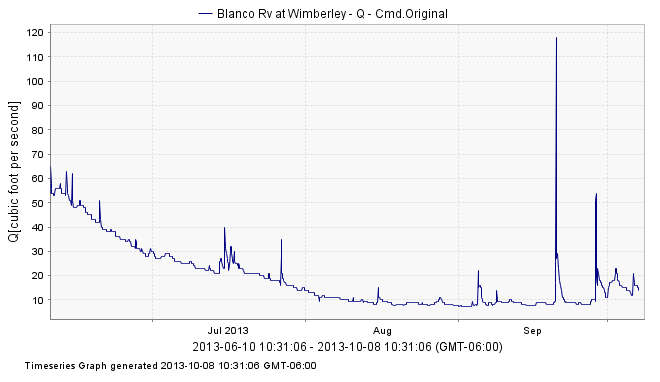 Blanco Rv at Wimberley - Q - Cmd.Original
120
110
100
90
80
70
60
50
40
30
20
10
Q[cubic foot per second]
Jul 2013
Aug
Sep
2013-06-10 10:31:06 - 2013-10-08 10:31:06 (GMT-06:00)
Timeseries Graph generated 2013-10-08 10:31:06 GMT-06:00